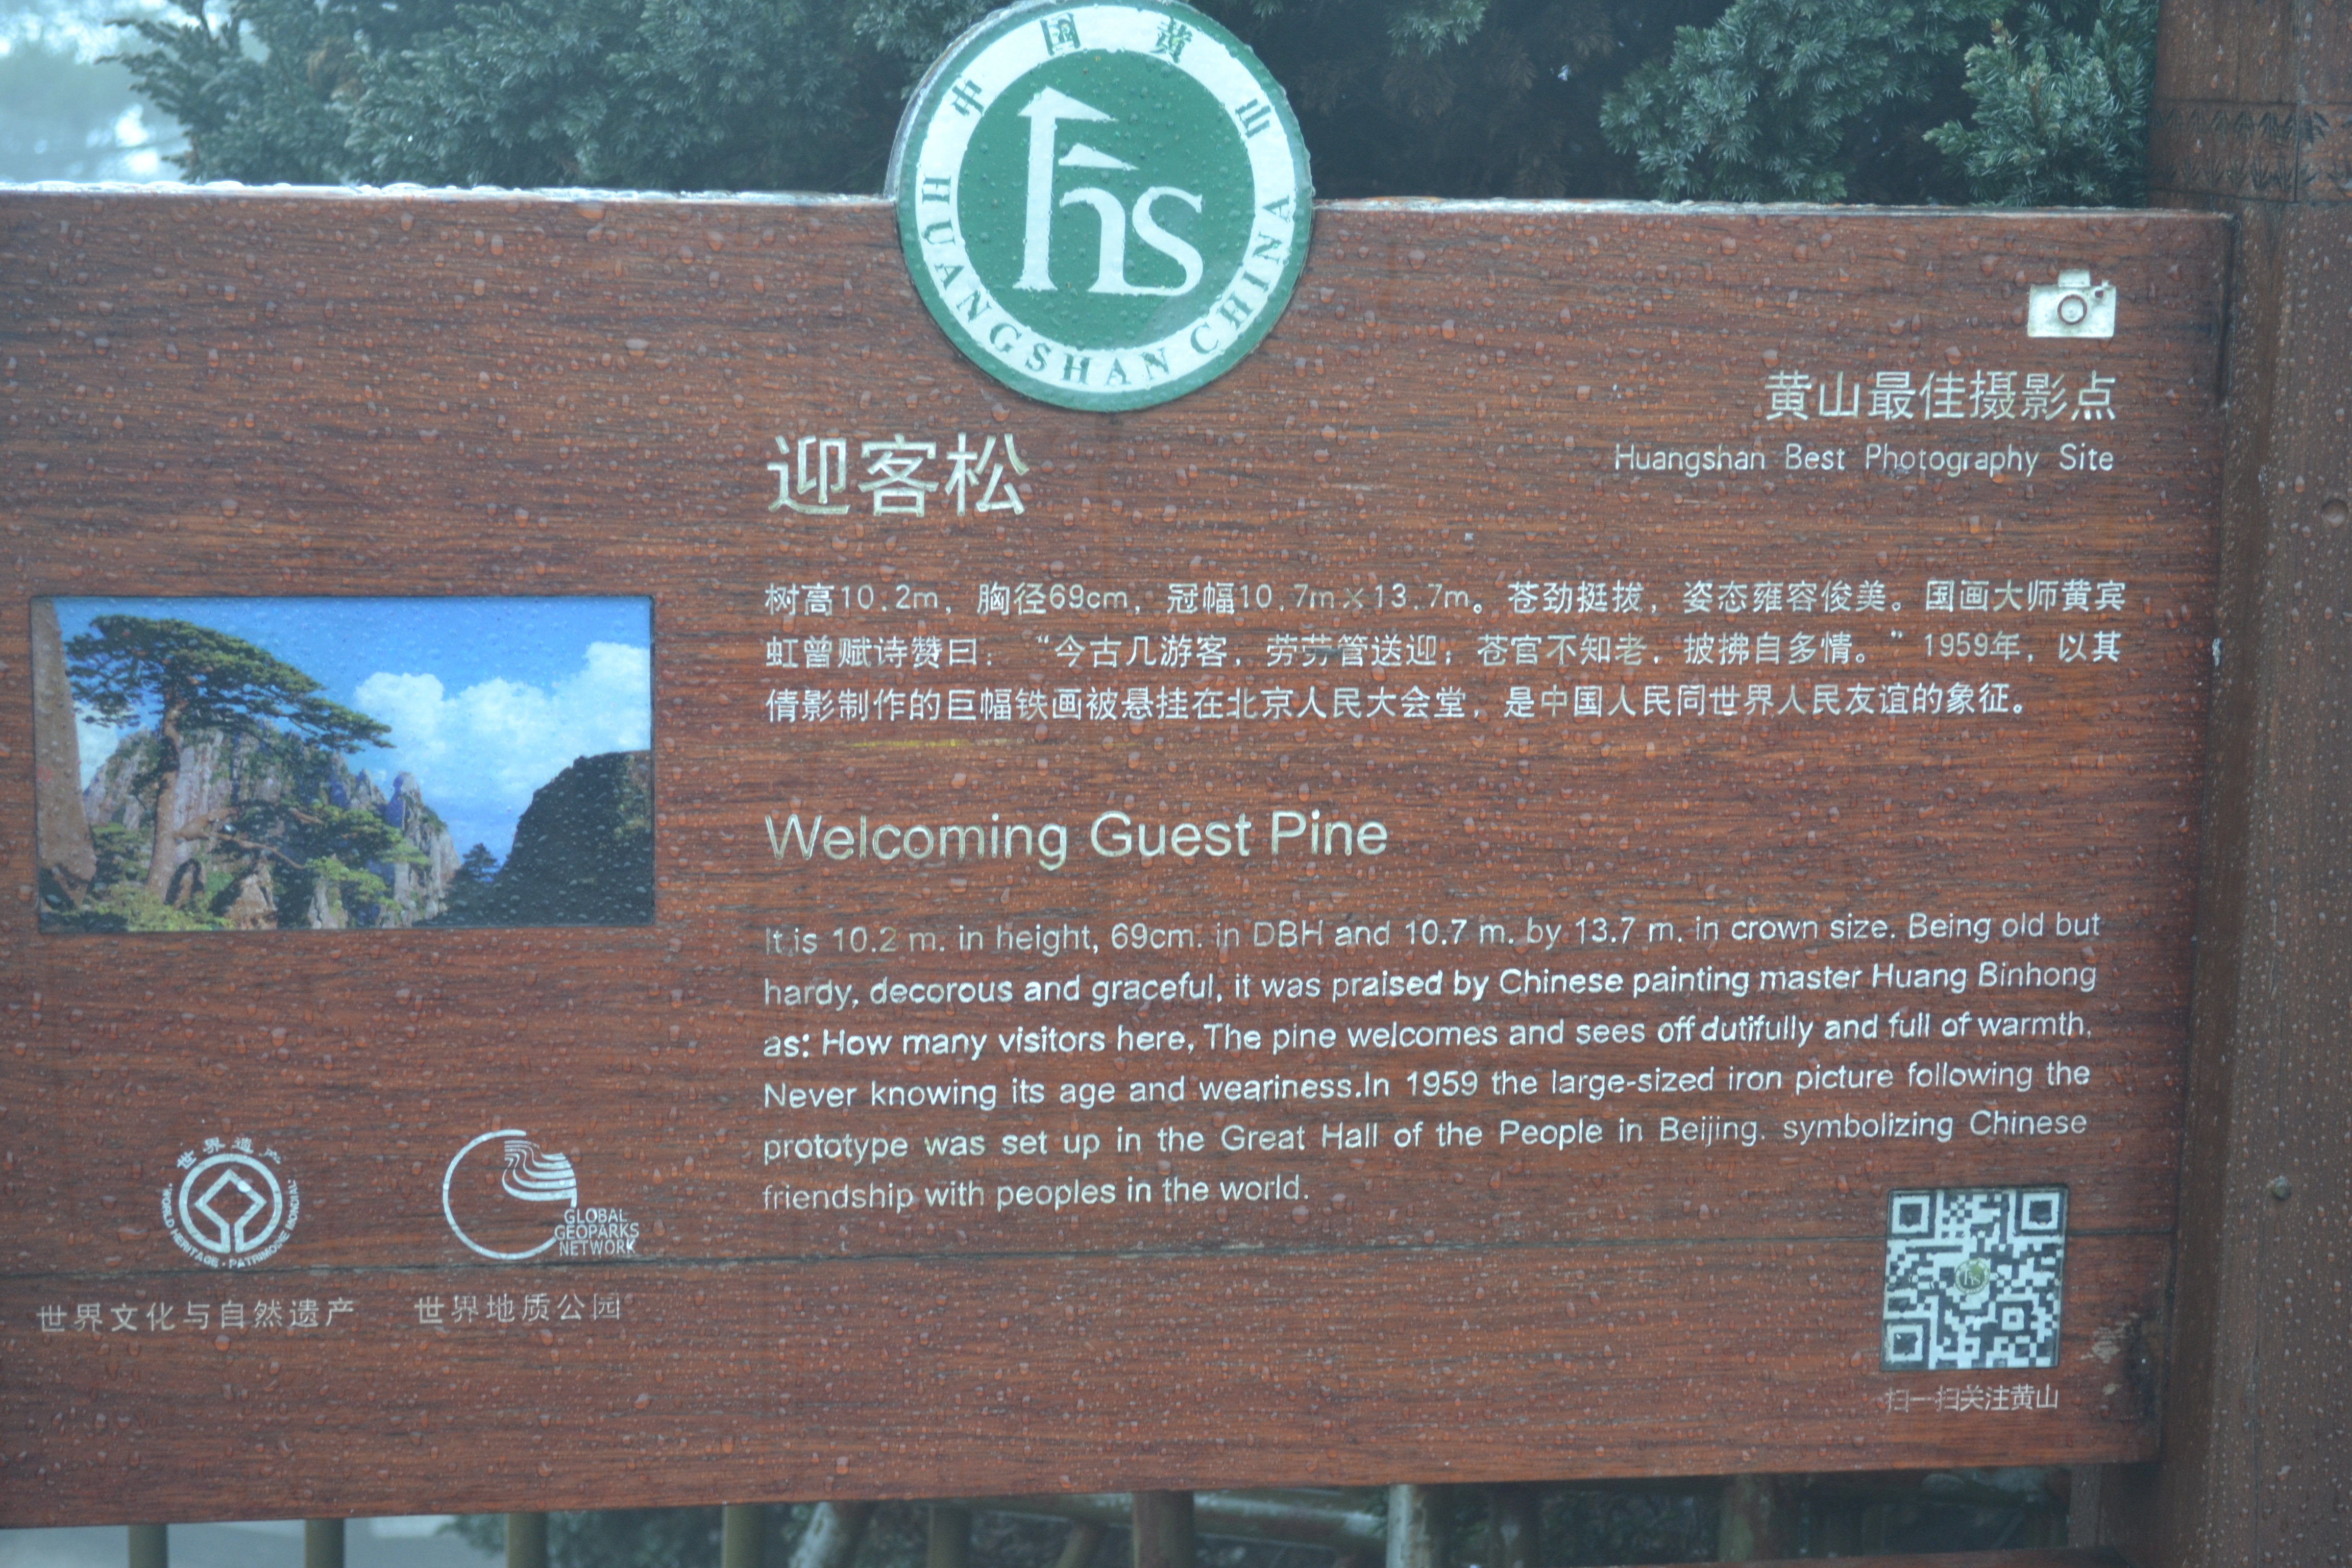 中国黄山
HUANGSHAN CHINA
hs
黄山最佳摄影点
Huangshan Best Photography Site
迎客松
树高10.2m，胸径69cm，冠幅10.7m×13.7m。苍劲挺拔，姿态雍容俊美。国画大师黄宾
虹曾赋诗赞曰：“今古几游客，劳劳管送迎；苍官不知老，披拂自多情。”1959年，以其
倩影制作的巨幅铁画被悬挂在北京人民大会堂，是中国人民同世界人民友谊的象征。
Welcoming Guest Pine
It is 10.2 m. in height, 69cm. in DBH and 10.7 m. by 13.7 m. in crown size. Being old but
hardy, decorous and graceful, it was praised by Chinese painting master Huang Binhong
as: How many visitors here, The pine welcomes and sees off dutifully and full of warmth,
Never knowing its age and weariness.In 1959 the large-sized iron picture following the
prototype was set up in the Great Hall of the People in Beijing. symbolizing Chinese
friendship with peoples in the world.
世界遗产
WORLD HERITAGE · PATRIMOINE MONDIAL
世界文化与自然遗产
GLOBAL
GEOPARKS
NETWORK
世界地质公园
扫一扫关注黄山